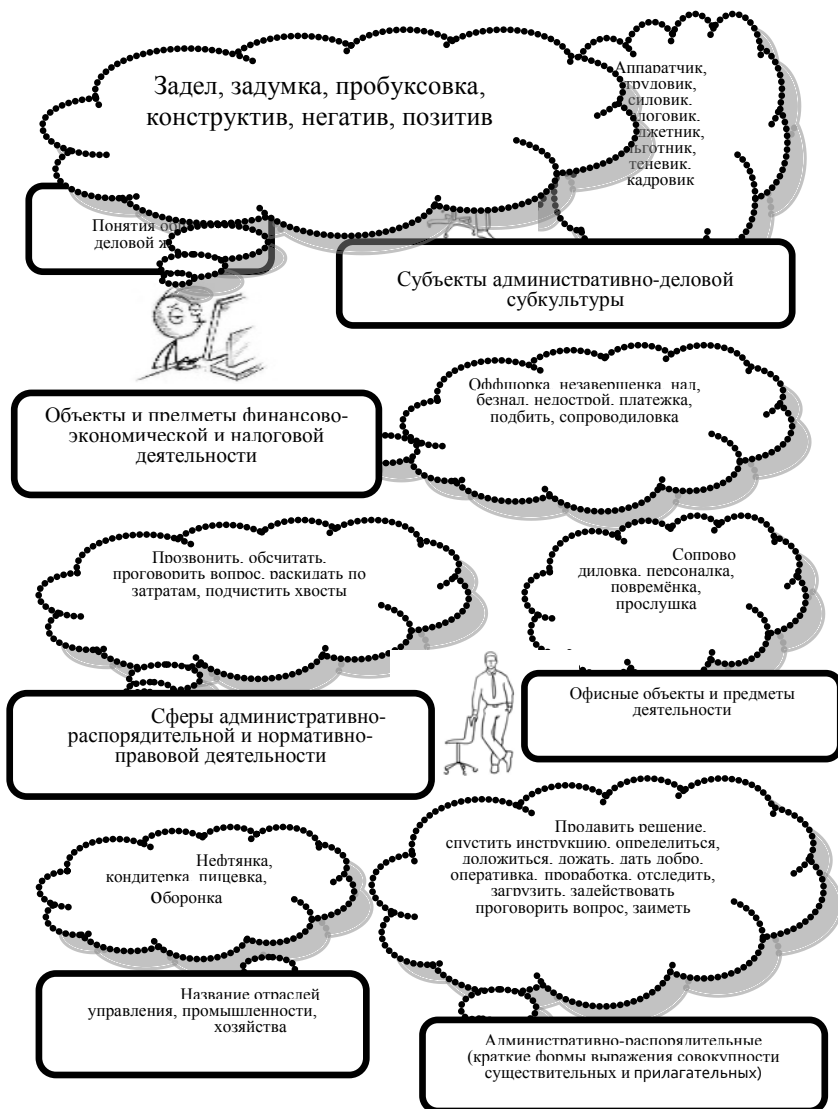 Задел, задумка, пробуксовка,
конструктив, негатив, позитив
Аппаратчик,
трудовик,
силовик,
льготник,
теневик,
кадровик
Понятия
деловой
Субъекты административно-деловой
субкультуры
Оффшорка, незавершенка, нал,
безнал, недострой, платежка,
подбить, сопроводиловка
Объекты и предметы финансово-
экономической и налоговой
деятельности
Прозвонить, обсчитать,
проговорить вопрос, раскидать по
затратам, подчистить хвосты
Сопрово
диловка, персоналка,
повремёнка,
прослушка
Сферы административно-
распорядительной и нормативно-
правовой деятельности
Офисные объекты и предметы
деятельности
Продавить решение,
спустить инструкцию, определиться,
доложиться, дожать, дать добро,
оперативка, проработка, отследить,
загрузить, задействовать
проговорить вопрос, заиметь
Нефтянка,
кондитерка, пищевка,
Оборонка
Название отраслей
управления, промышленности,
хозяйства
Административно-распорядительные
(краткие формы выражения совокупности
существительных и прилагательных)